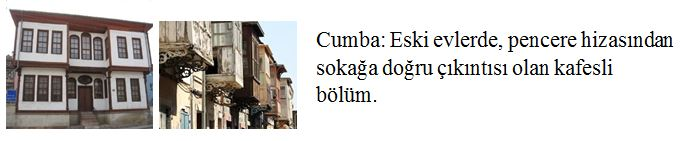 Cumba: Eski evlerde, pencere hizasından
sokağa doğru çıkıntısı olan kafesli
bölüm.